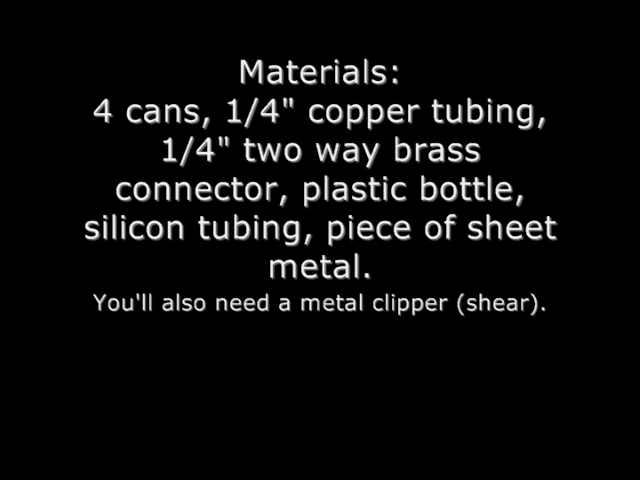 Materials:
4 cans, 1/4" copper tubing,
1/4" two way brass
connector, plastic bottle,
silicon tubing, piece of sheet
metal.
You'll also need a metal clipper (shear).